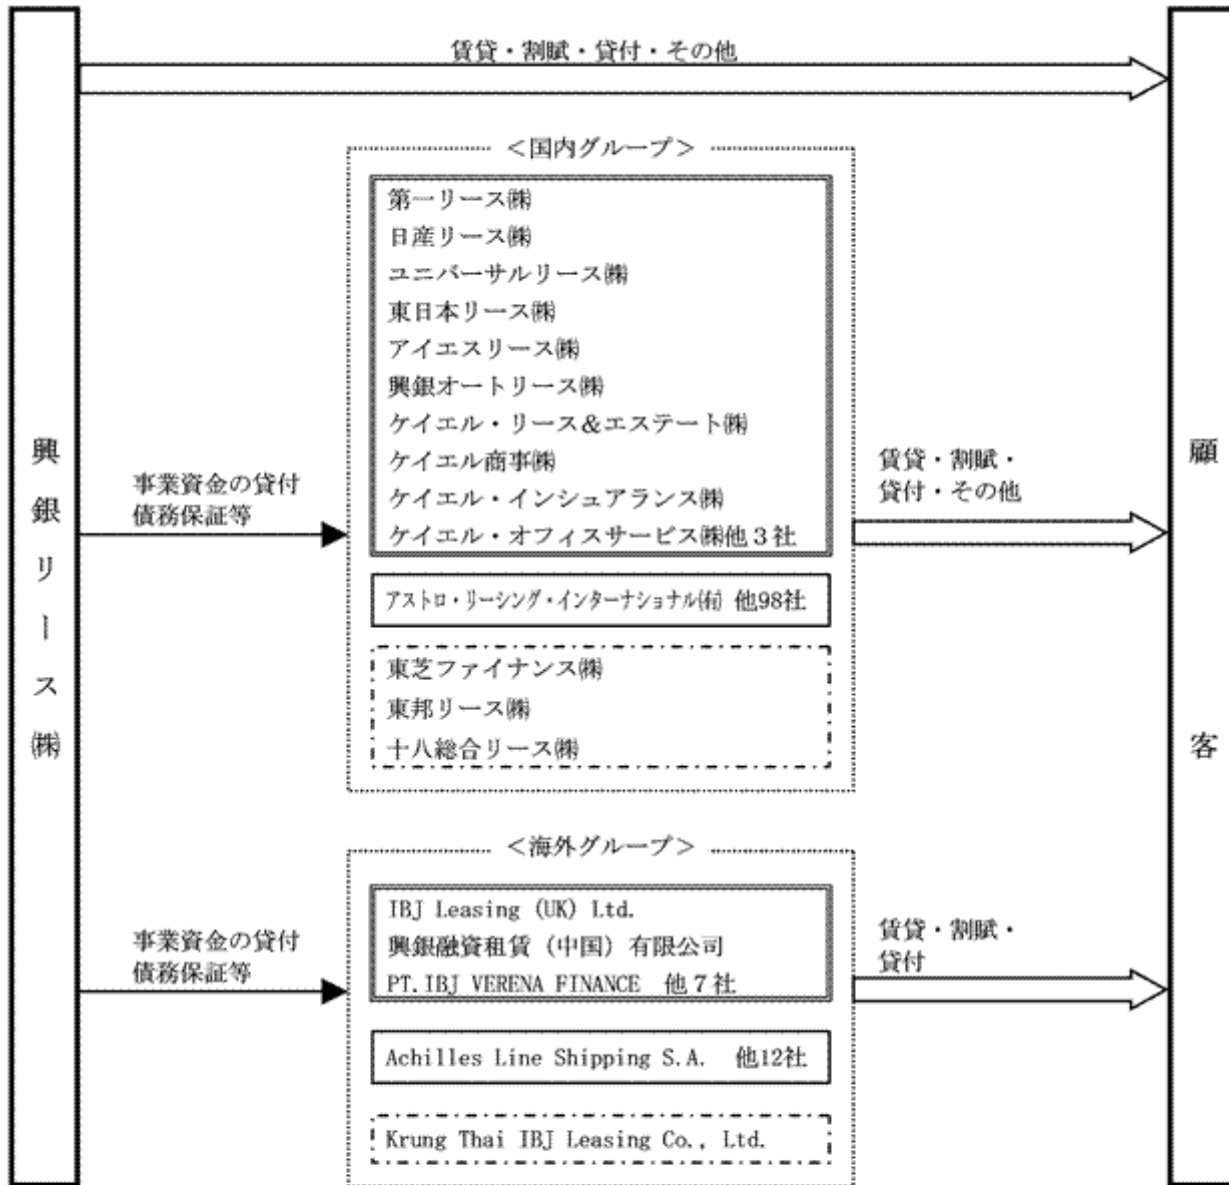 賃貸・割賦・貸付・その他
<国内グループ>
第一リース㈱
日産リース㈱
ユニバーサルリース㈱
東日本リース㈱
アイエスリース㈱
興銀オートリース㈱
ケイエル・リース&エステート㈱
ケイエル商事㈱
ケイエル・インシュアランス㈱
ケイエル・オフィスサービス㈱他3社
アストロ・リーシング・インターナショナル㈲ 他98社
東芝ファイナンス㈱
東邦リース㈱
十八総合リース㈱
興銀リース㈱
事業資金の貸付
債務保証等
賃貸・割賦・
貸付・その他
顧客
<海外グループ>
IBJ Leasing (UK) Ltd.
興銀融資租賃(中国)有限公司
PT.IBJ VERENA FINANCE 他7社
Achilles Line Shipping S.A. 他12社
Krung Thai IBJ Leasing Co., Ltd.
事業資金の貸付
債務保証等
賃貸・割賦・
貸付